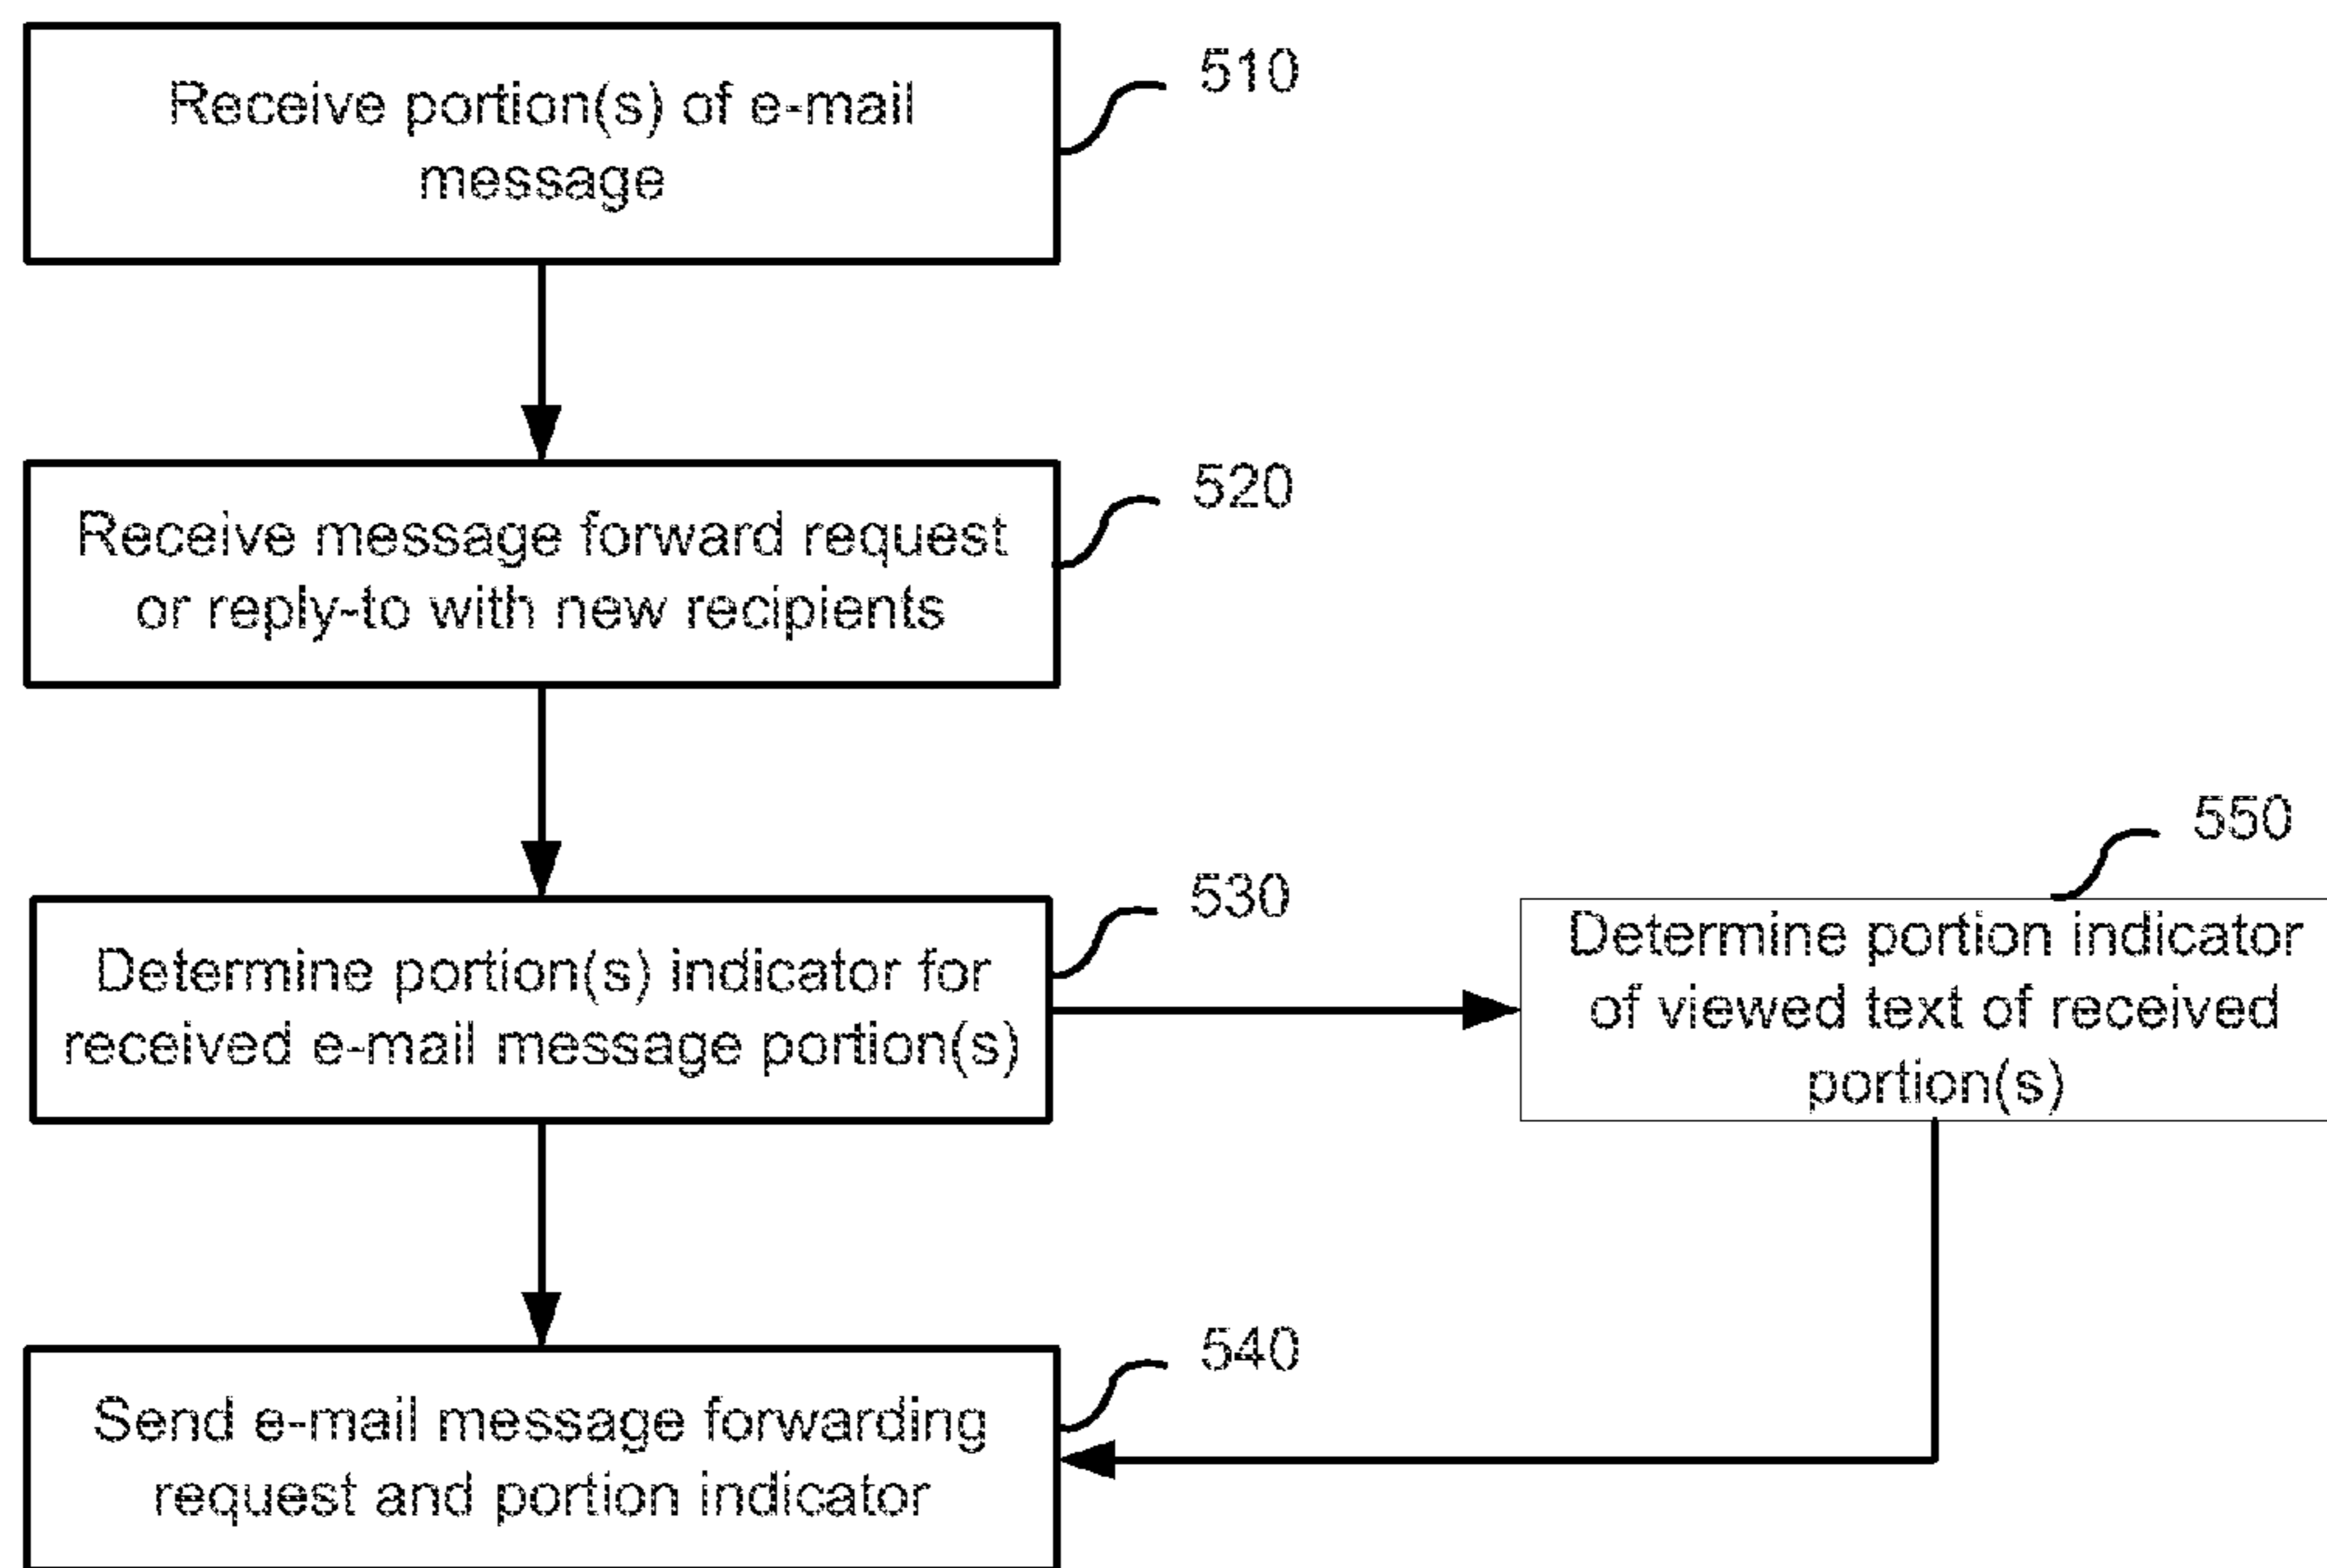 Receive portion(s) of e-mail
message
510
Receive message forward request
or reply-to with new recipients
520
Determine portion(s) indicator for
received e-mail message portion(s)
530
Determine portion indicator
of viewed text of received
portion(s)
550
Send e-mail message forwarding
request and portion indicator
540